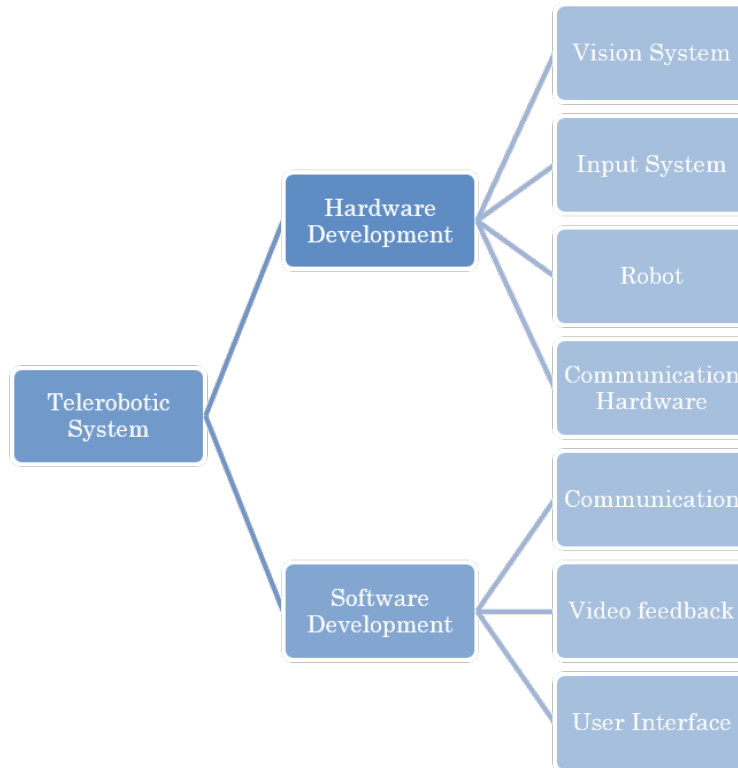 Vision System
Input System
Hardware
Development
Robot
Communication
Hardware
Telerobotic
System
Communication
Software
Development
Video feedback
User Interface